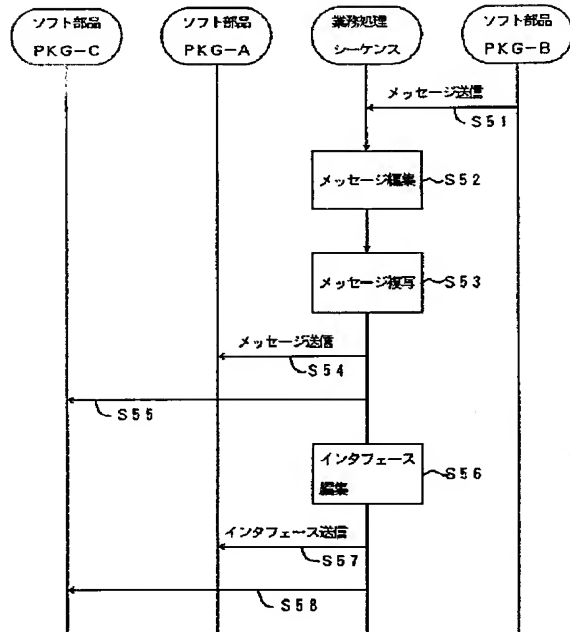 ソフト部品
PKG-C
ソフト部品
PKG-A
業務処理
シーケンス
ソフト部品
PKG-B
メッセージ送信
S51
メッセージ編集
S52
メッセージ複写
S53
メッセージ送信
S54
S55
インタフェース
編集
S56
インタフェース送信
S57
S58